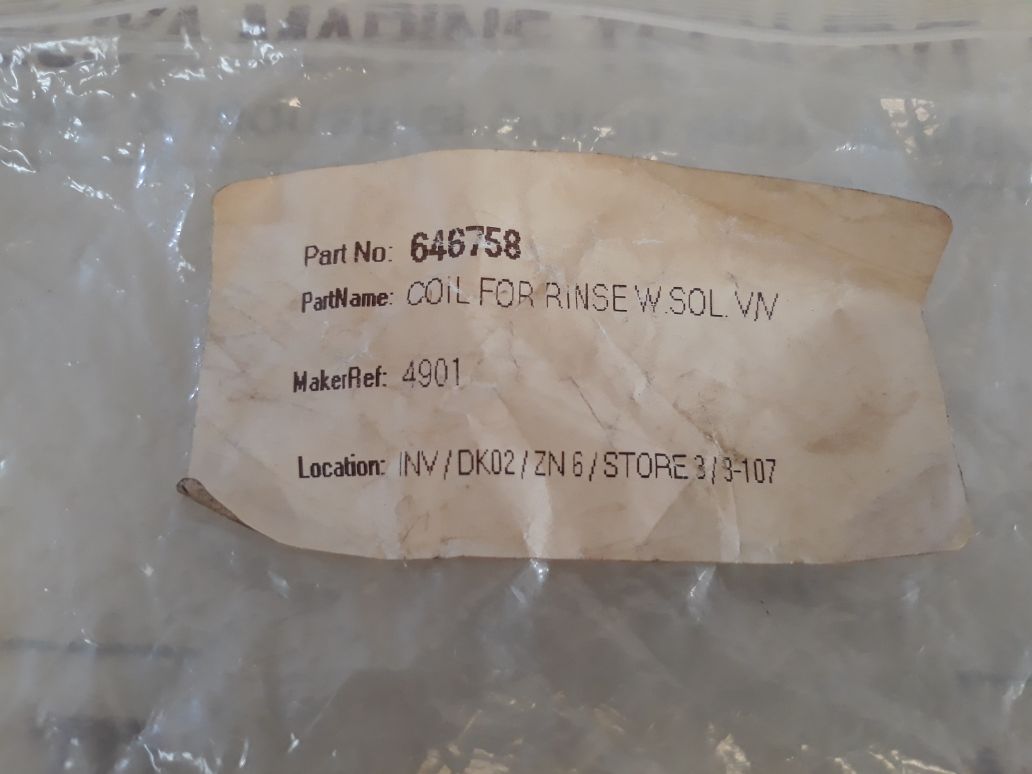 Part No: 646758
PartName: COIL FOR RINSE W.SOL. V/V
MakerRef: 4901
Location: INV / DK02 / ZN 6 / STORE 3 / 3-107